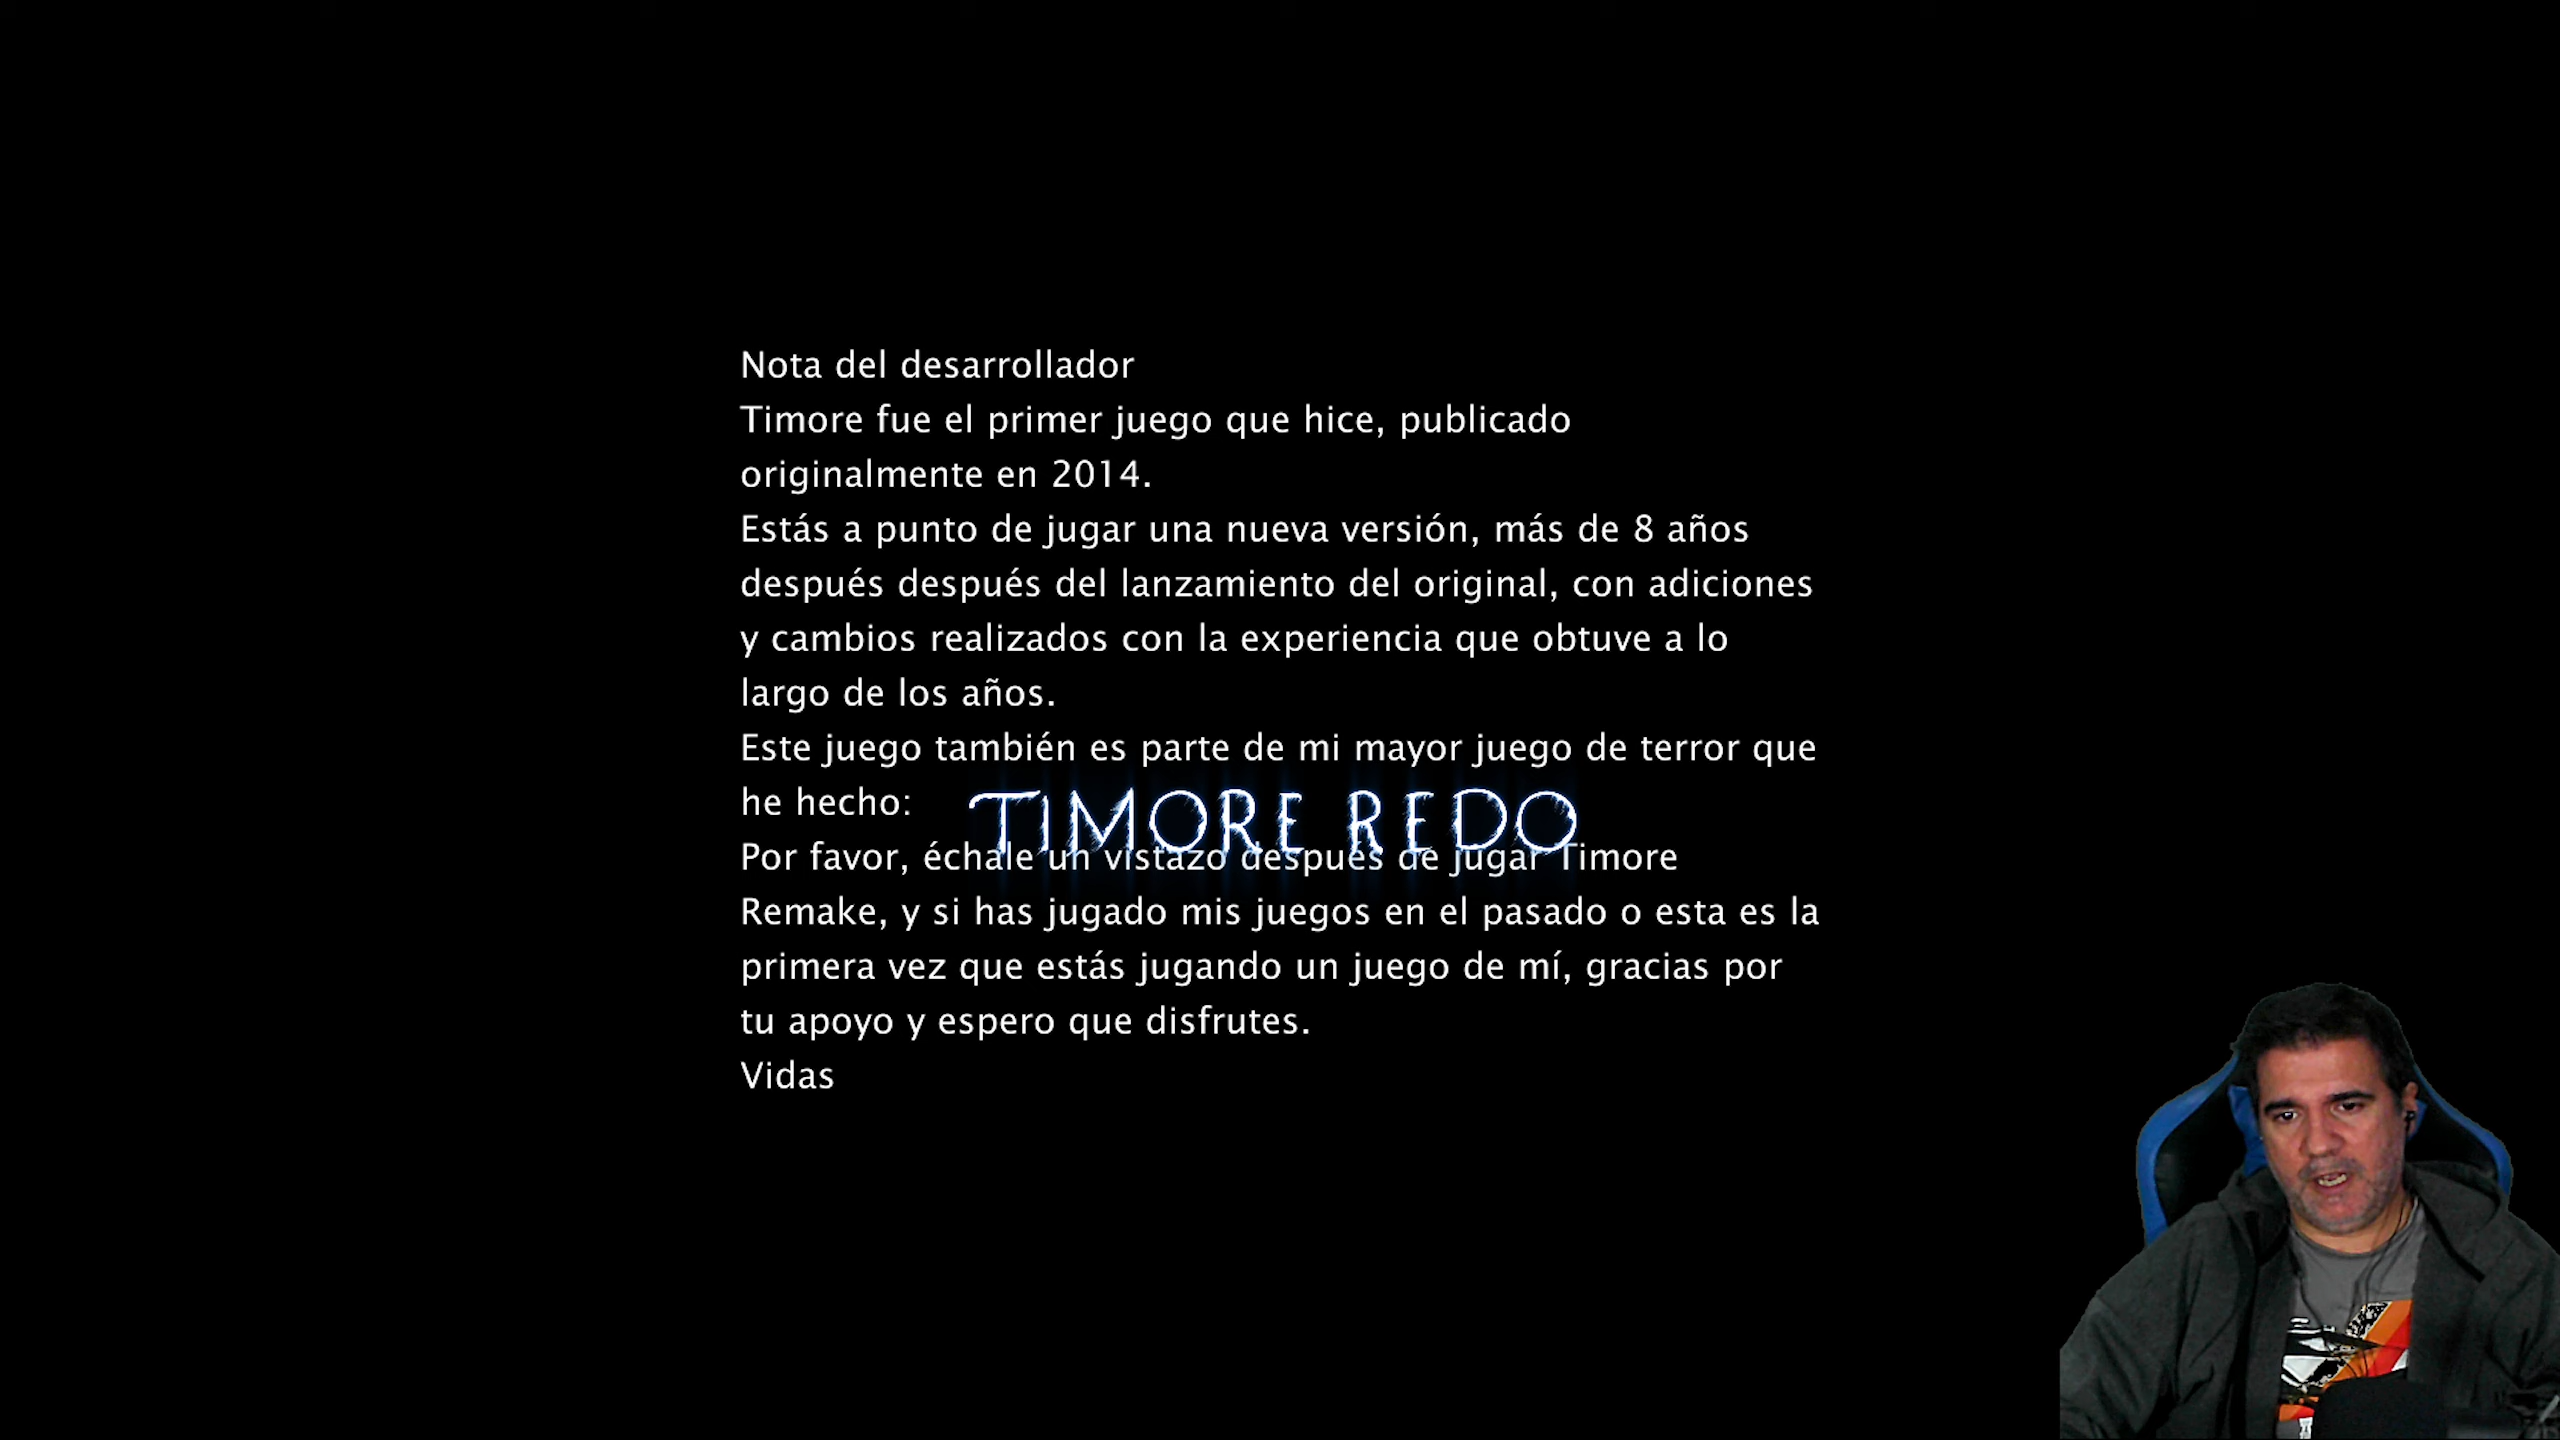 Nota del desarrollador
Timore fue el primer juego que hice, publicado
originalmente en 2014.
Estás a punto de jugar una nueva versión, más de 8 años
después después del lanzamiento del original, con adiciones
y cambios realizados con la experiencia que obtuve a lo
largo de los años.
Este juego también es parte de mi mayor juego de terror que
he hecho: TIMORE REDO
Por favor, échale un vistazo después de jugar Timore
Remake, y si has jugado mis juegos en el pasado o esta es la
primera vez que estás jugando un juego de mí, gracias por
tu apoyo y espero que disfrutes.
Vidas